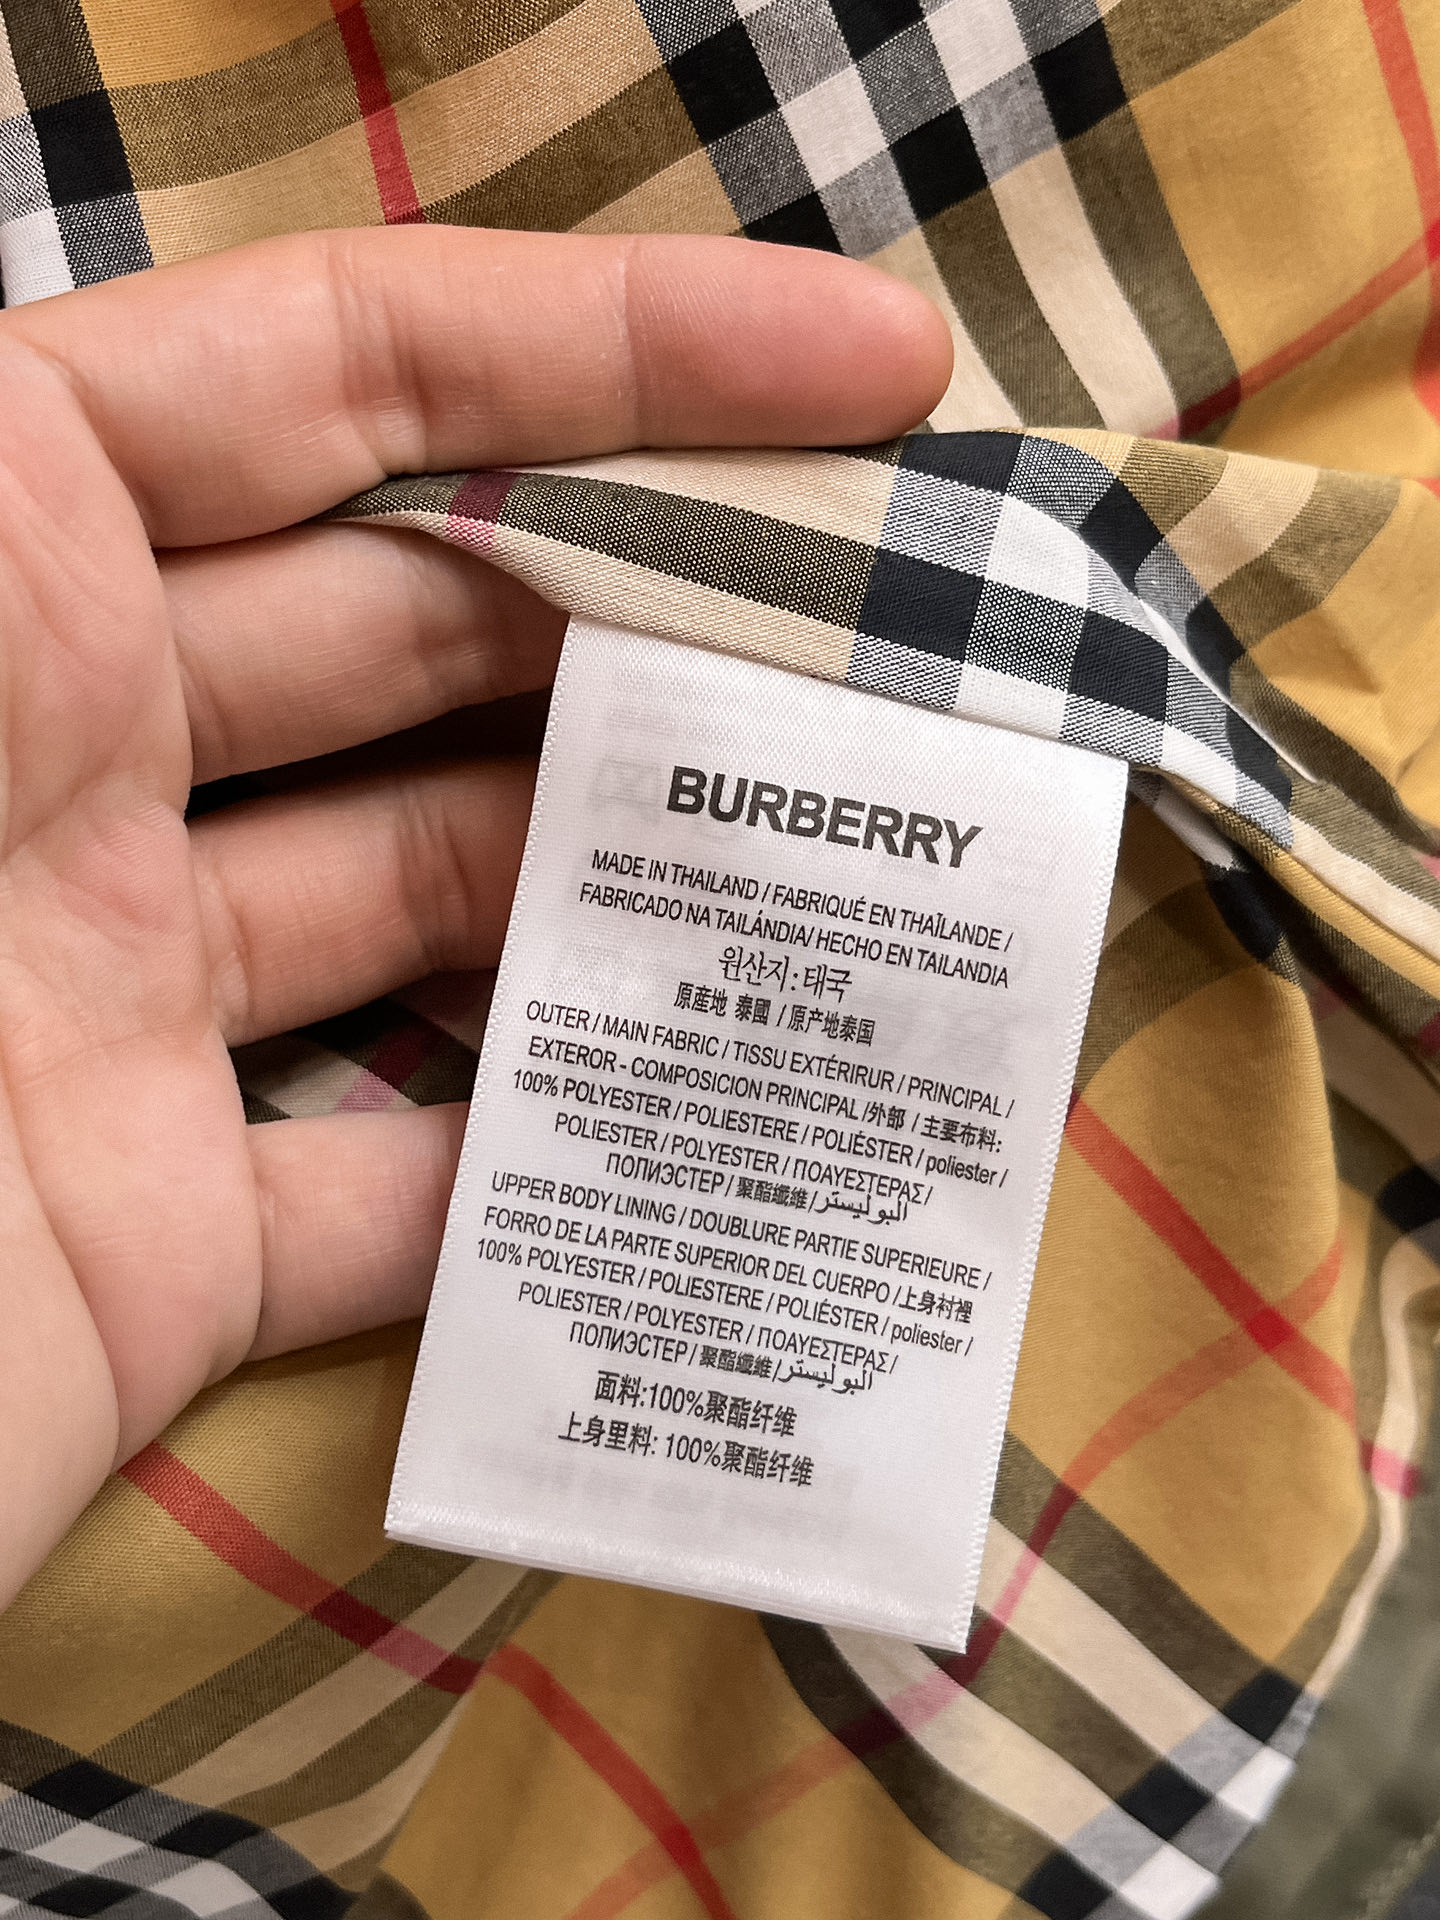 BURBERRY
MADE IN THAILAND / FABRIQUÉ EN THAÏLANDE /
FABRICADO NA TAILÁNDIA/ HECHO EN TAILANDIA
원산지: 태국
原産地 泰國 / 原产地泰国
OUTER / MAIN FABRIC / TISSU EXTÉRIRUR / PRINCIPAL /
EXTEROR - COMPOSICION PRINCIPAL /外部 / 主要布料:
100% POLYESTER / POLIESTERE / POLIÉSTER / poliester /
POLIESTER / POLYESTER / ΠΟΛΥΕΣΤΕΡΑΣ/
ПОПИЭСТЕР / 聚酯纖維 /البوليستر
UPPER BODY LINING / DOUBLURE PARTIE SUPERIEURE /
FORRO DE LA PARTE SUPERIOR DEL CUERPO /上身衬裡
100% POLYESTER / POLIESTERE / POLIÉSTER / poliester /
POLIESTER / POLYESTER / ΠΟΛΥΕΣΤΕΡΑΣ/
ПОПИЭСТЕР / 聚酯纖維 /البوليستر
面料:100%聚酯纤维
上身里料: 100%聚酯纤维